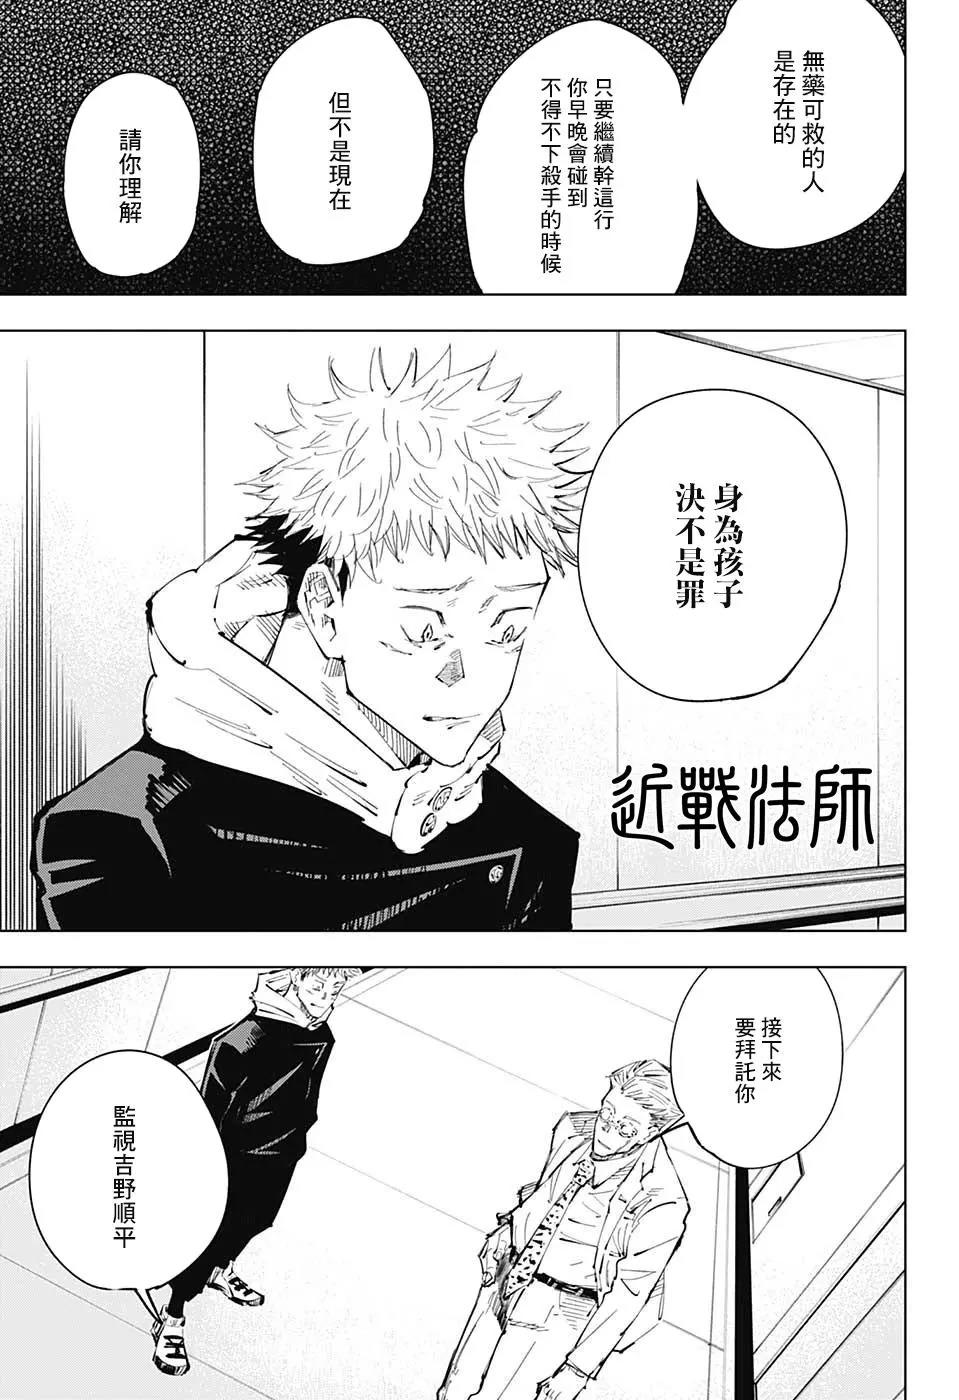 無藥可救的人
是存在的
只要繼續幹這行
你早晚會碰到
不得不下殺手的時候
但不是現在
請你理解
身為孩子
決不是罪
近戰法師
接下來
要拜託你
監視吉野順平